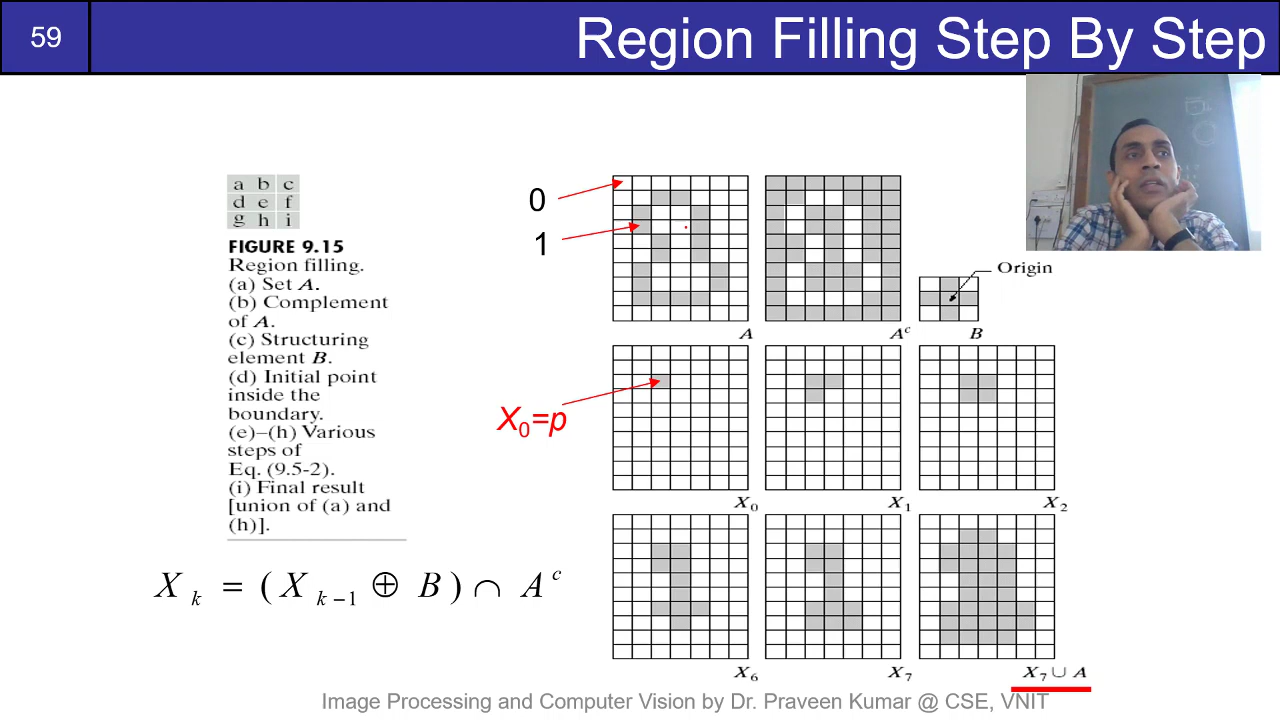 59
Region Filling Step By Step
a b c
d e f
g h i
FIGURE 9.15
Region filling.
(a) Set A.
(b) Complement
of A.
(c) Structuring
element B.
(d) Initial point
inside the
boundary.
(e)–(h) Various
steps of
Eq. (9.5-2).
(i) Final result
[union of (a) and
(h)].
0
1
Origin
A
Aᶜ
B
X₀=p
X₀
X₁
X₂
X₆
X₇
X₇ ∪ A
X k = ( X k−1 ⊕ B ) ∩ A c
Image Processing and Computer Vision by Dr. Praveen Kumar @ CSE, VNIT